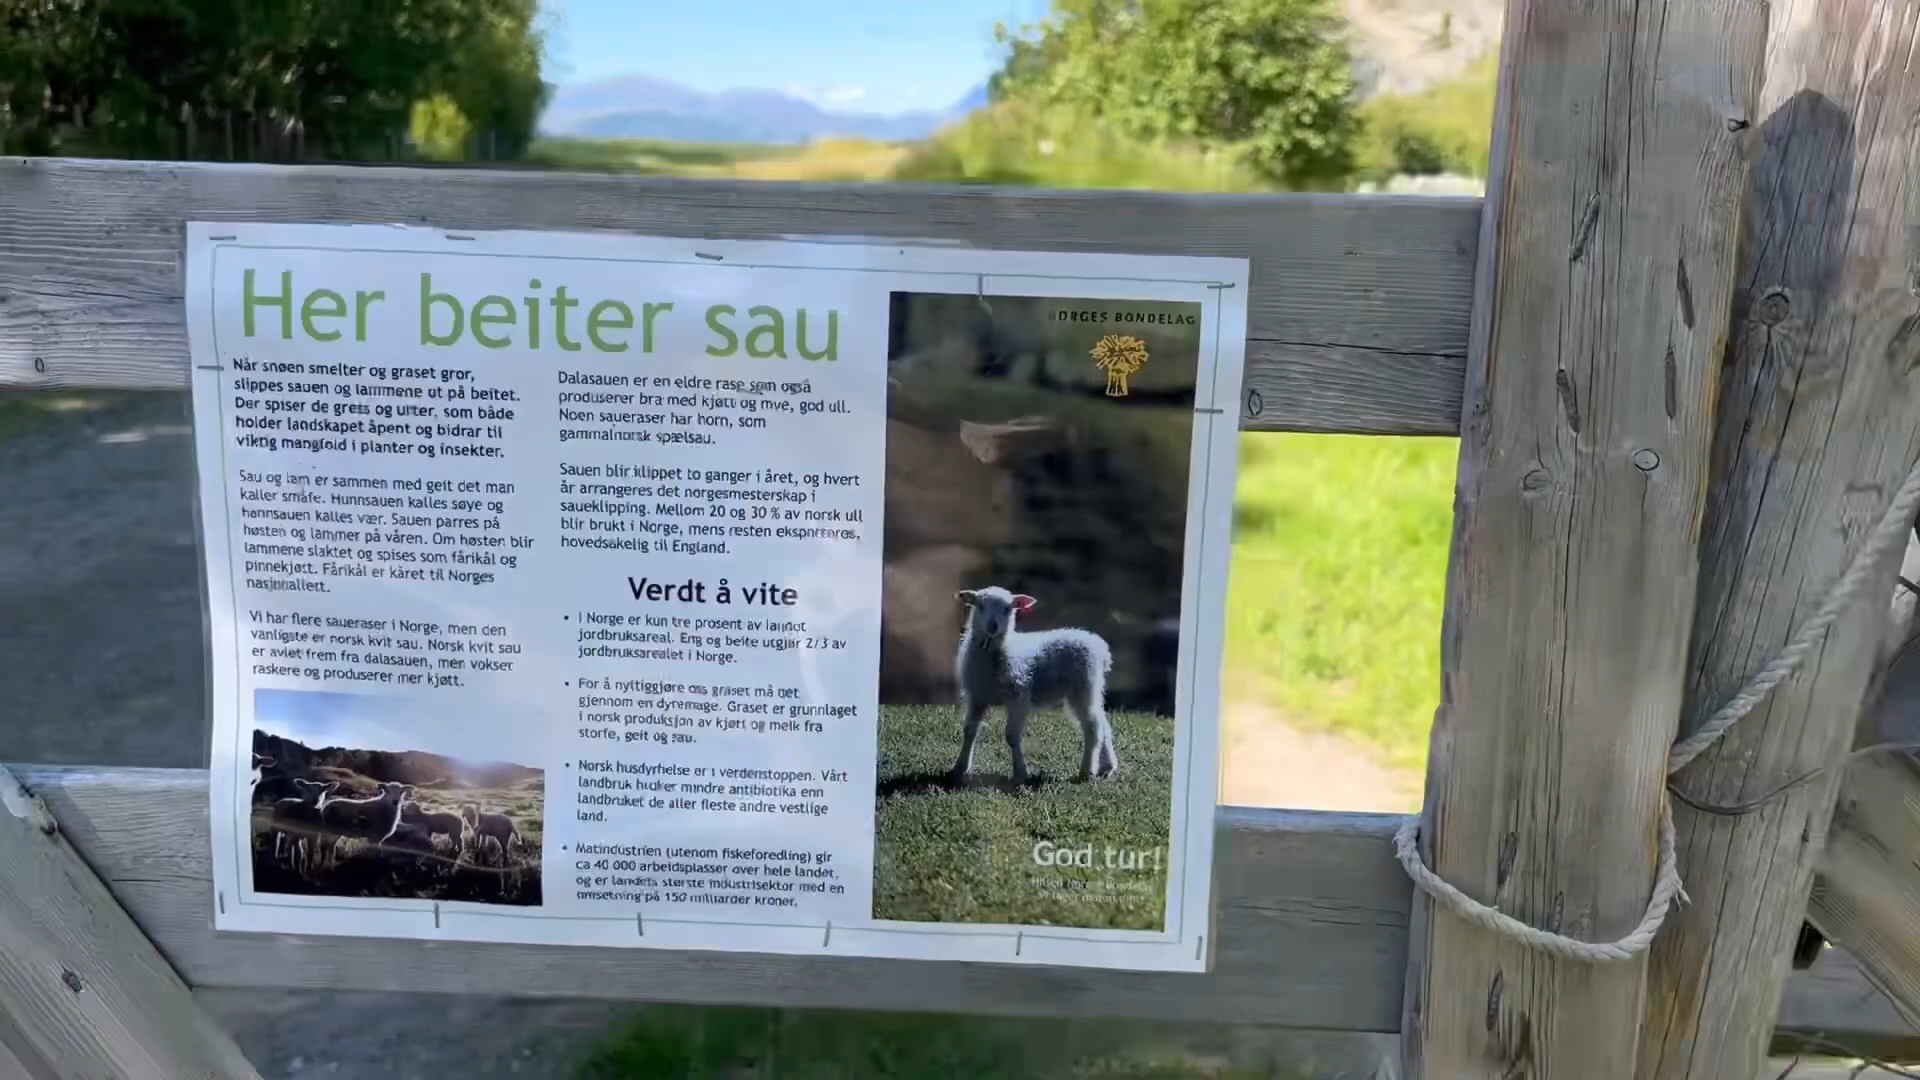 Her beiter sau
Når snøen smelter og graset gror,
slippes sauen og lammene ut på beitet.
Der spiser de gress og urter, som både
holder landskapet åpent og bidrar til
viktig mangfold i planter og insekter.
Sau og lam er sammen med geit det man
kaller småfe. Hunnsauen kalles søye og
hannsauen kalles vær. Sauen parres på
høsten og lammer på våren. Om høsten blir
lammene slaktet og spises som fårikål og
pinnekjøtt. Fårikål er kåret til Norges
nasjonalrett.
Vi har flere saueraser i Norge, men den
vanligste er norsk kvit sau. Norsk kvit sau
er avlet frem fra dalasauen, men vokser
raskere og produserer mer kjøtt.
Dalasauen er en eldre rase som også
produserer bra med kjøtt og mye, god ull.
Noen saueraser har horn, som
gammalnorsk spælsau.
Sauen blir klippet to ganger i året, og hvert
år arrangeres det norgesmesterskap i
saueklipping. Mellom 20 og 30 % av norsk ull
blir brukt i Norge, mens resten eksporteres,
hovedsakelig til England.
Verdt å vite
• I Norge er kun tre prosent av landet
jordbruksareal. Eng og beite utgjør 2/3 av
jordbruksarealet i Norge.
• For å nyttiggjøre oss graset må det
gjennom en dyremage. Graset er grunnlaget
i norsk produksjon av kjøtt og melk fra
storfe, geit og sau.
• Norsk husdyrhelse er i verdenstoppen. Vårt
landbruk bruker mindre antibiotika enn
landbruket de aller fleste andre vestlige
land.
• Matindustrien (utenom fiskeforedling) gir
ca 40 000 arbeidsplasser over hele landet,
og er landets største industrisektor med en
omsetning på 150 milliarder kroner.
NORGES BONDELAG
God tur!